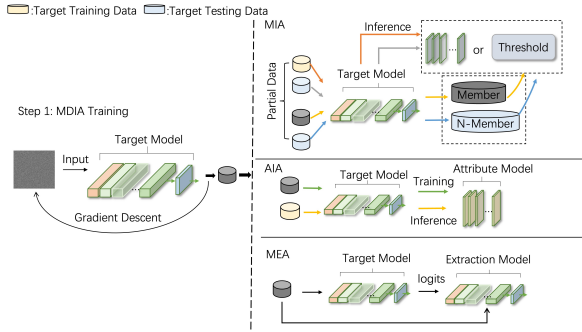 :Target Training Data :Target Testing Data
Step 1: MDIA Training
Target Model
Input
...
Gradient Descent
MIA
Inference
... or Threshold
Partial Data
Target Model
...
Member
N-Member
AIA
Target Model
Training
Inference
Attribute Model
...
...
MEA
Target Model
logits
Extraction Model
...
...